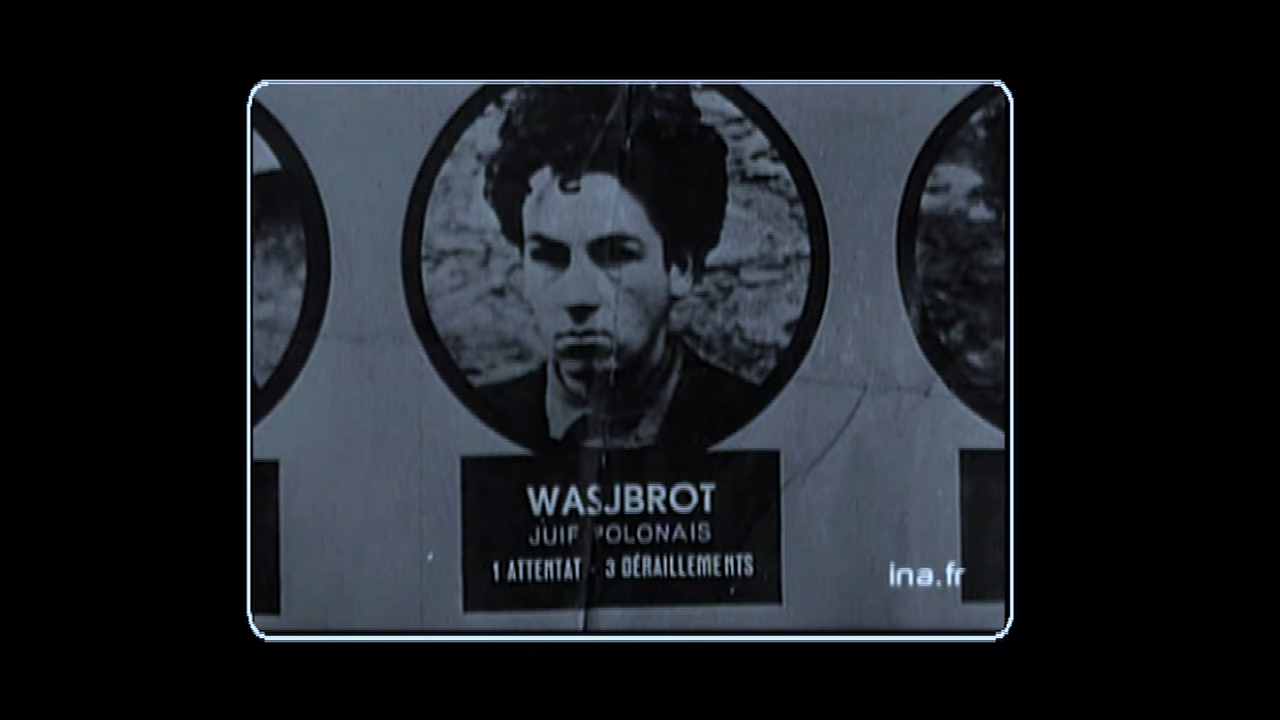 WASJBROT
JUIF POLONAIS
1 ATTENTAT - 3 DÉRAILLEMENTS
ina.fr